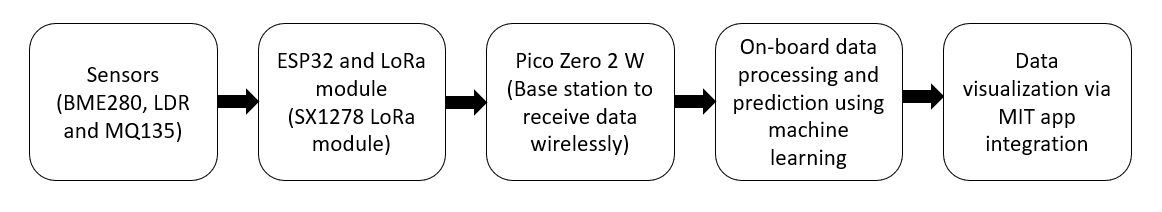 Sensors
(BME280, LDR
and MQ135)
ESP32 and LoRa
module
(SX1278 LoRa
module)
Pico Zero 2 W
(Base station to
receive data
wirelessly)
On-board data
processing and
prediction using
machine
learning
Data
visualization via
MIT app
integration